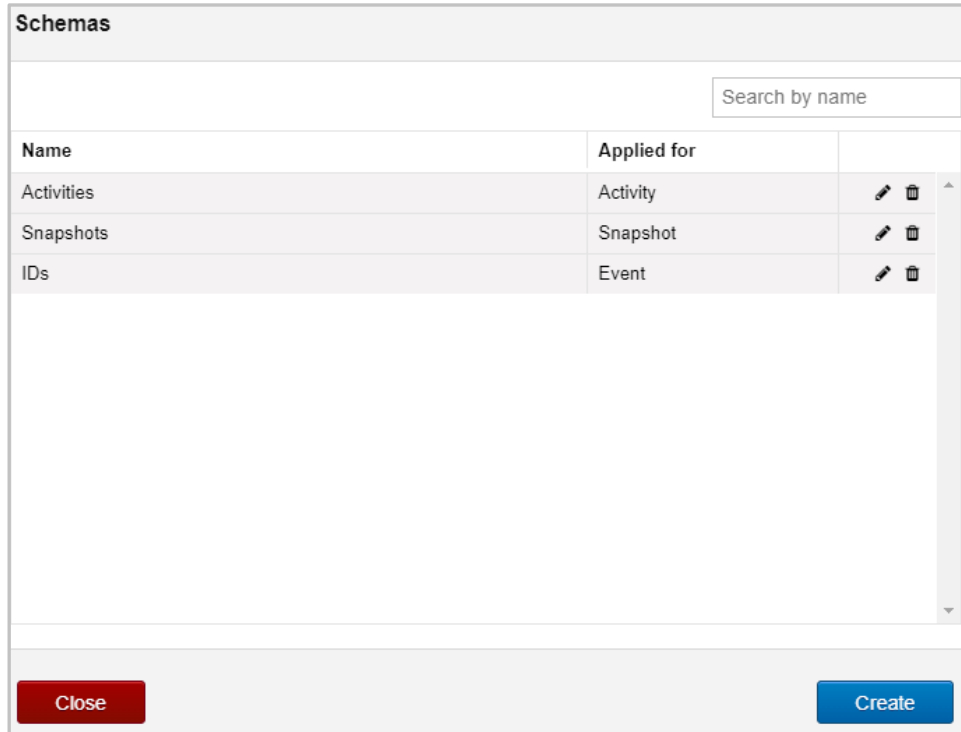 Schemas
Search by name
Name Applied for
Activities Activity
Snapshots Snapshot
IDs Event
Close Create